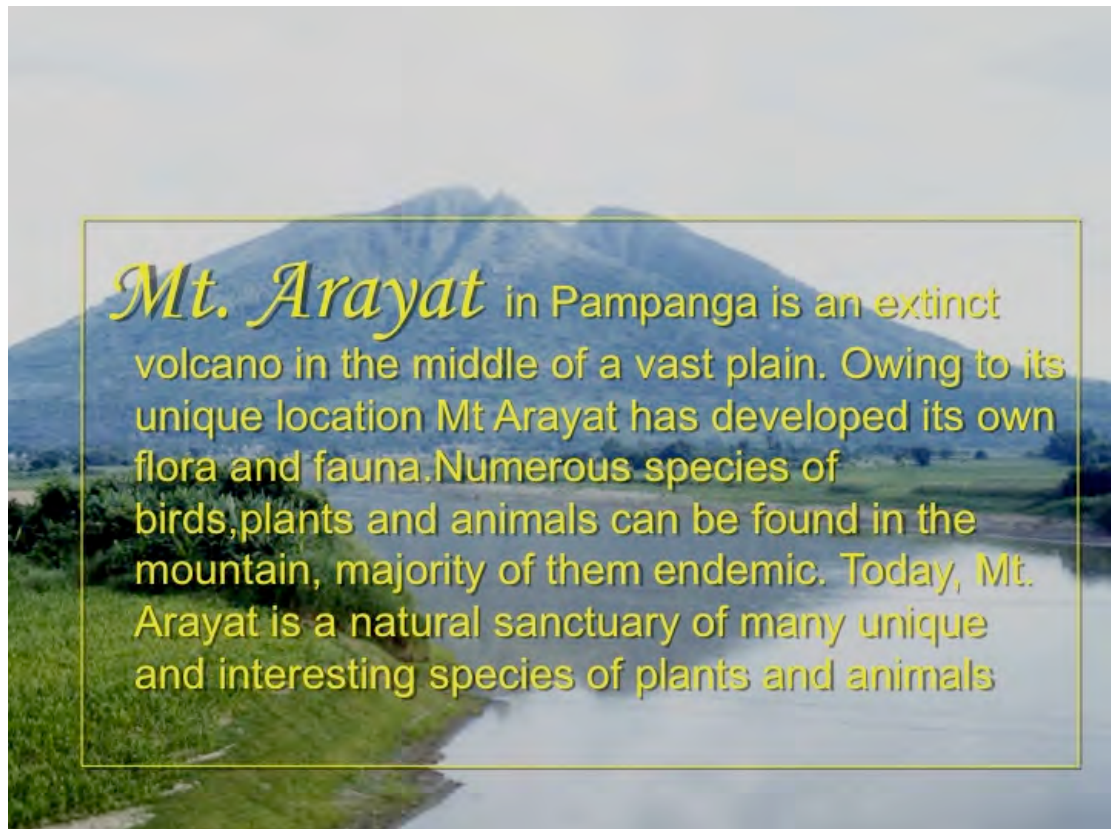 Mt. Arayat in Pampanga is an extinct
volcano in the middle of a vast plain. Owing to its
unique location Mt Arayat has developed its own
flora and fauna.Numerous species of
birds,plants and animals can be found in the
mountain, majority of them endemic. Today, Mt.
Arayat is a natural sanctuary of many unique
and interesting species of plants and animals